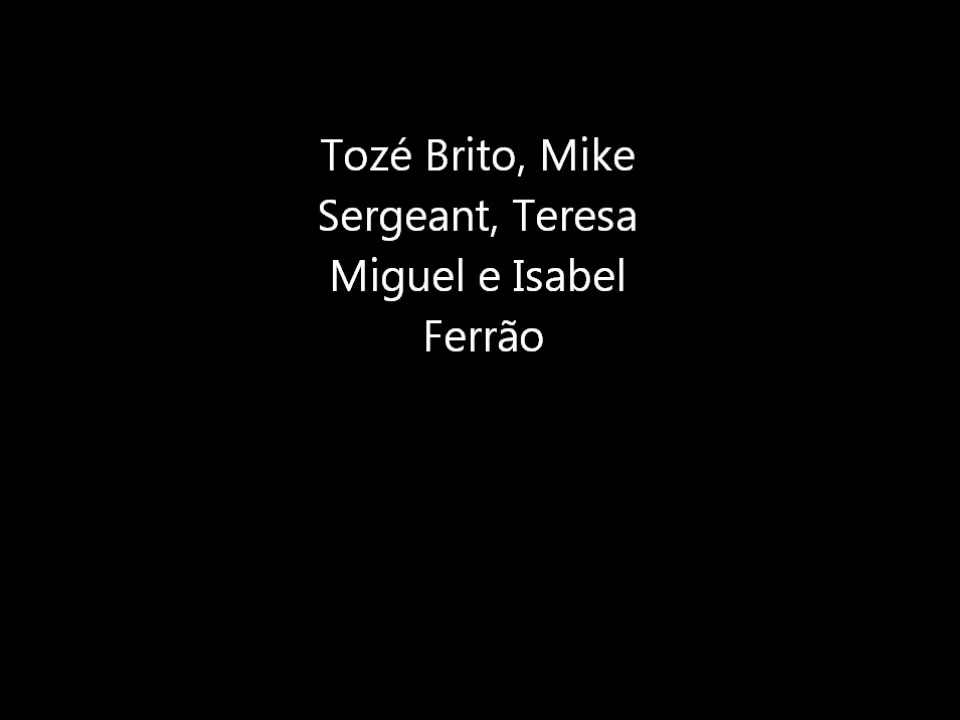 Tozé Brito, Mike
Sergeant, Teresa
Miguel e Isabel
Ferrão